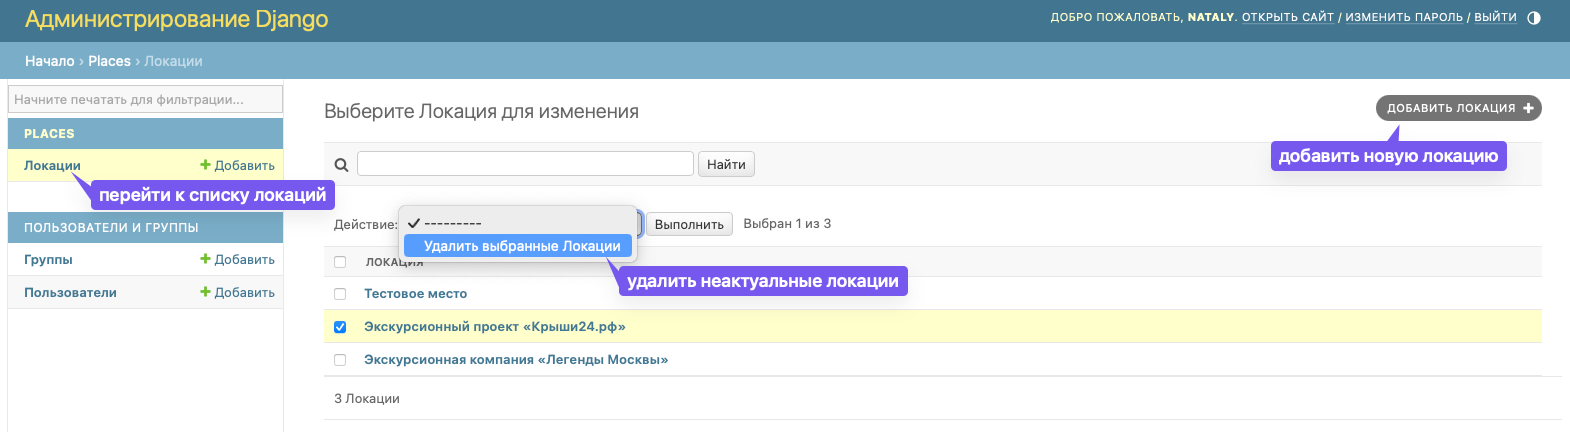 Администрирование Django
ДОБРО ПОЖАЛОВАТЬ, NATALY. ОТКРЫТЬ САЙТ / ИЗМЕНИТЬ ПАРОЛЬ / ВЫЙТИ
Начало › Places › Локации
Начните печатать для фильтрации...
PLACES
Локации + Добавить
перейти к списку локаций
ПОЛЬЗОВАТЕЛИ И ГРУППЫ
Группы + Добавить
Пользователи + Добавить
Выберите Локация для изменения
ДОБАВИТЬ ЛОКАЦИЯ +
добавить новую локацию
Найти
Действие: ✓ --------- Выполнить Выбран 1 из 3
Удалить выбранные Локации
удалить неактуальные локации
ЛОКАЦИЯ
Тестовое место
Экскурсионный проект «Крыши24.рф»
Экскурсионная компания «Легенды Москвы»
3 Локации